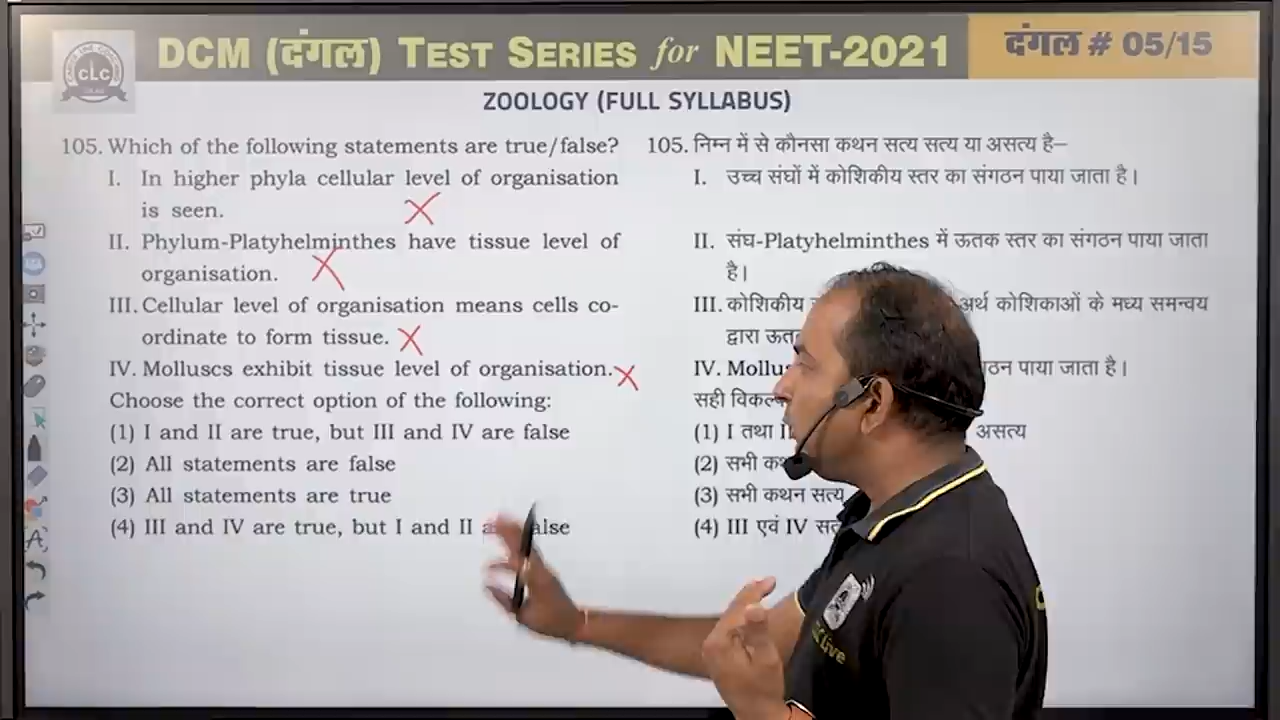 DCM (दंगल) TEST SERIES for NEET-2021
दंगल # 05/15
CLC
ZOOLOGY (FULL SYLLABUS)
105. Which of the following statements are true/false?
I. In higher phyla cellular level of organisation
is seen.
II. Phylum-Platyhelminthes have tissue level of
organisation.
III. Cellular level of organisation means cells co-
ordinate to form tissue.
IV. Molluscs exhibit tissue level of organisation.
Choose the correct option of the following:
(1) I and II are true, but III and IV are false
(2) All statements are false
(3) All statements are true
(4) III and IV are true, but I and II
105. निम्न में से कौनसा कथन सत्य सत्य या असत्य है–
I. उच्च संघों में कोशिकीय स्तर का संगठन पाया जाता है।
II. संघ-Platyhelminthes में ऊतक स्तर का संगठन पाया जाता
है।
III. कोशिकीय अर्थ कोशिकाओं के मध्य समन्वय
द्वारा
IV. पाया जाता है।
सही
(1) I तथा असत्य
(2) सभी
(3) सभी कथन सत्य
(4) III एवं IV
Live